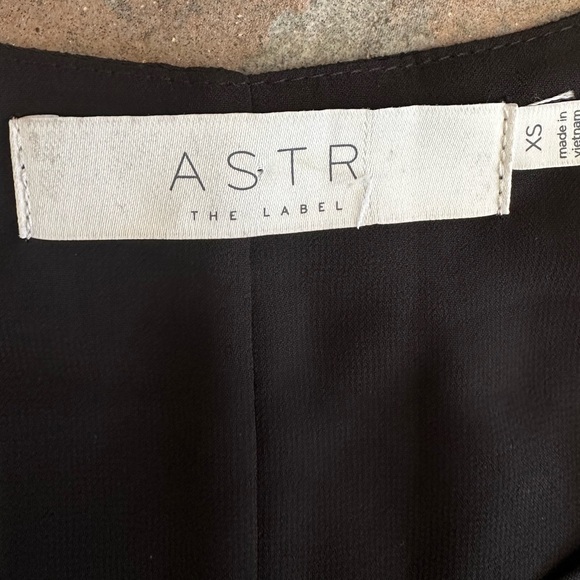 ASTR
THE LABEL
XS
made in
vietnam